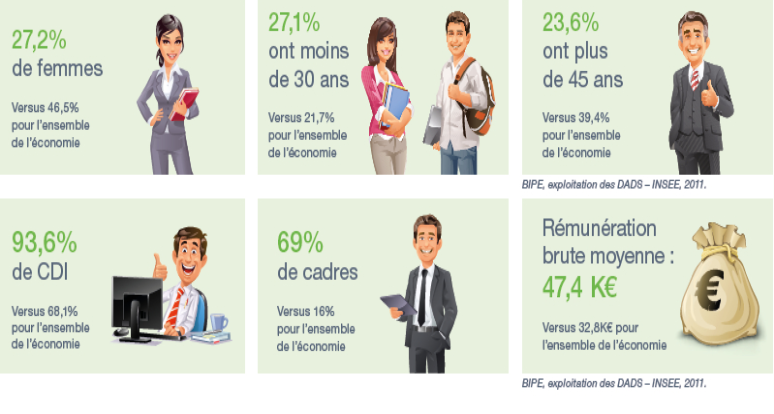 27,2%
de femmes
Versus 46,5%
pour l'ensemble
de l'économie
27,1%
ont moins
de 30 ans
Versus 21,7%
pour l'ensemble
de l'économie
23,6%
ont plus
de 45 ans
Versus 39,4%
pour l'ensemble
de l'économie
BIPE, exploitation des DADS – INSEE, 2011.
93,6%
de CDI
Versus 68,1%
pour l'ensemble
de l'économie
69%
de cadres
Versus 16%
pour l'ensemble
de l'économie
Rémunération
brute moyenne :
47,4 K€
Versus 32,8K€ pour
l'ensemble de l'économie
€
BIPE, exploitation des DADS – INSEE, 2011.